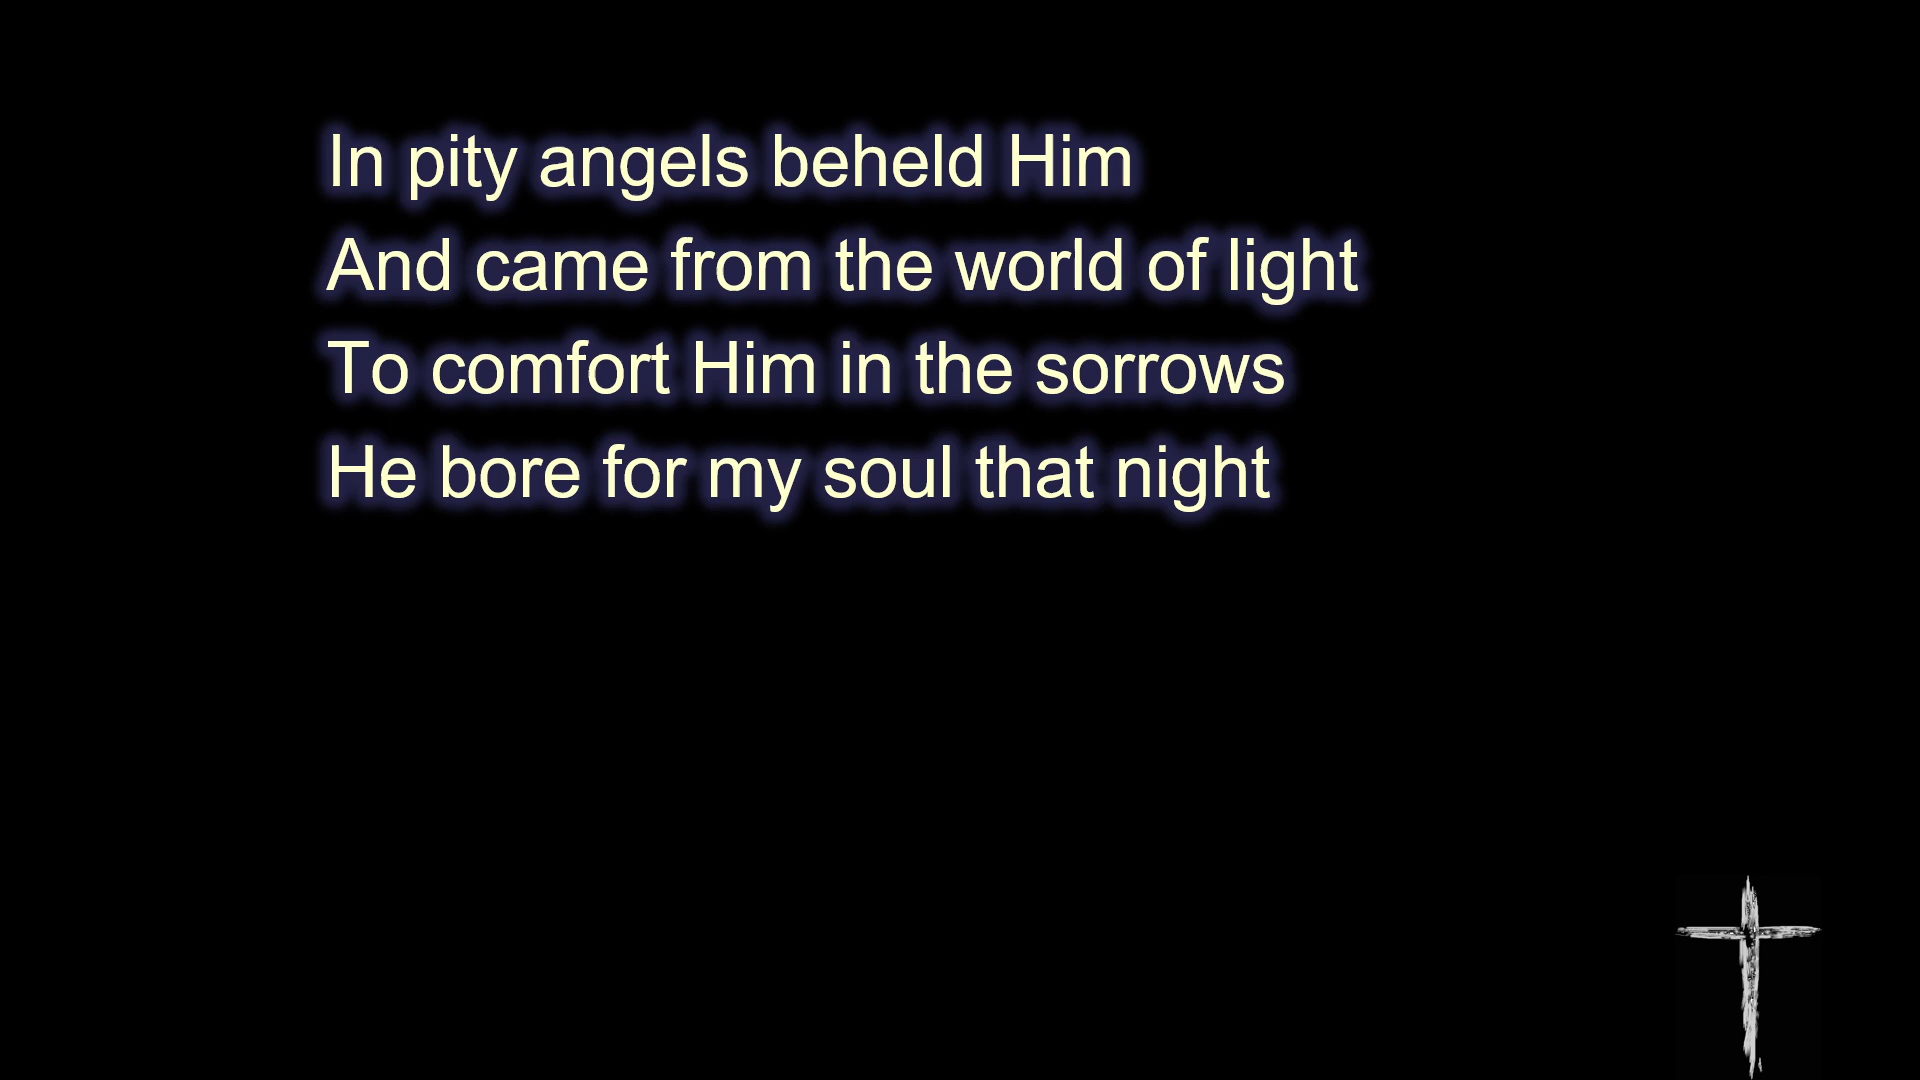 In pity angels beheld Him
And came from the world of light
To comfort Him in the sorrows
He bore for my soul that night